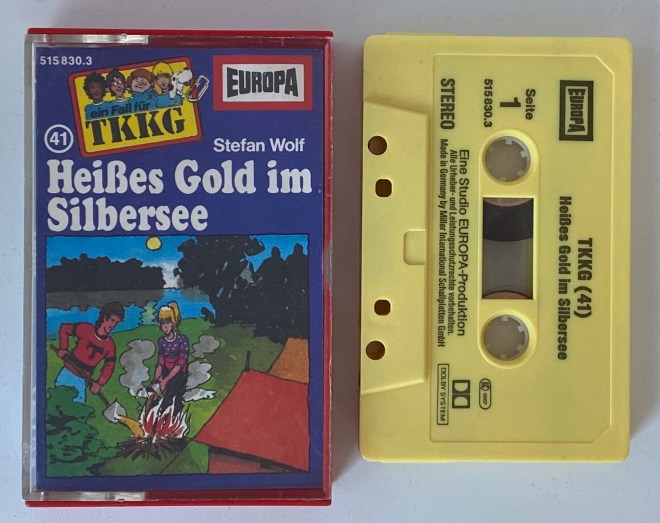 515 830.3
ein Fall für
TKKG
EUROPA
41
Stefan Wolf
Heißes Gold im
Silbersee
T
EUROPA
TKKG (41)
Heißes Gold im Silbersee
Seite
1
515 830.3
STEREO
Eine Studio EUROPA-Produktion
Alle Urheber- und Leistungsschutzrechte vorbehalten.
Made in Germany by Miller International Schallplatten GmbH
DOLBY SYSTEM